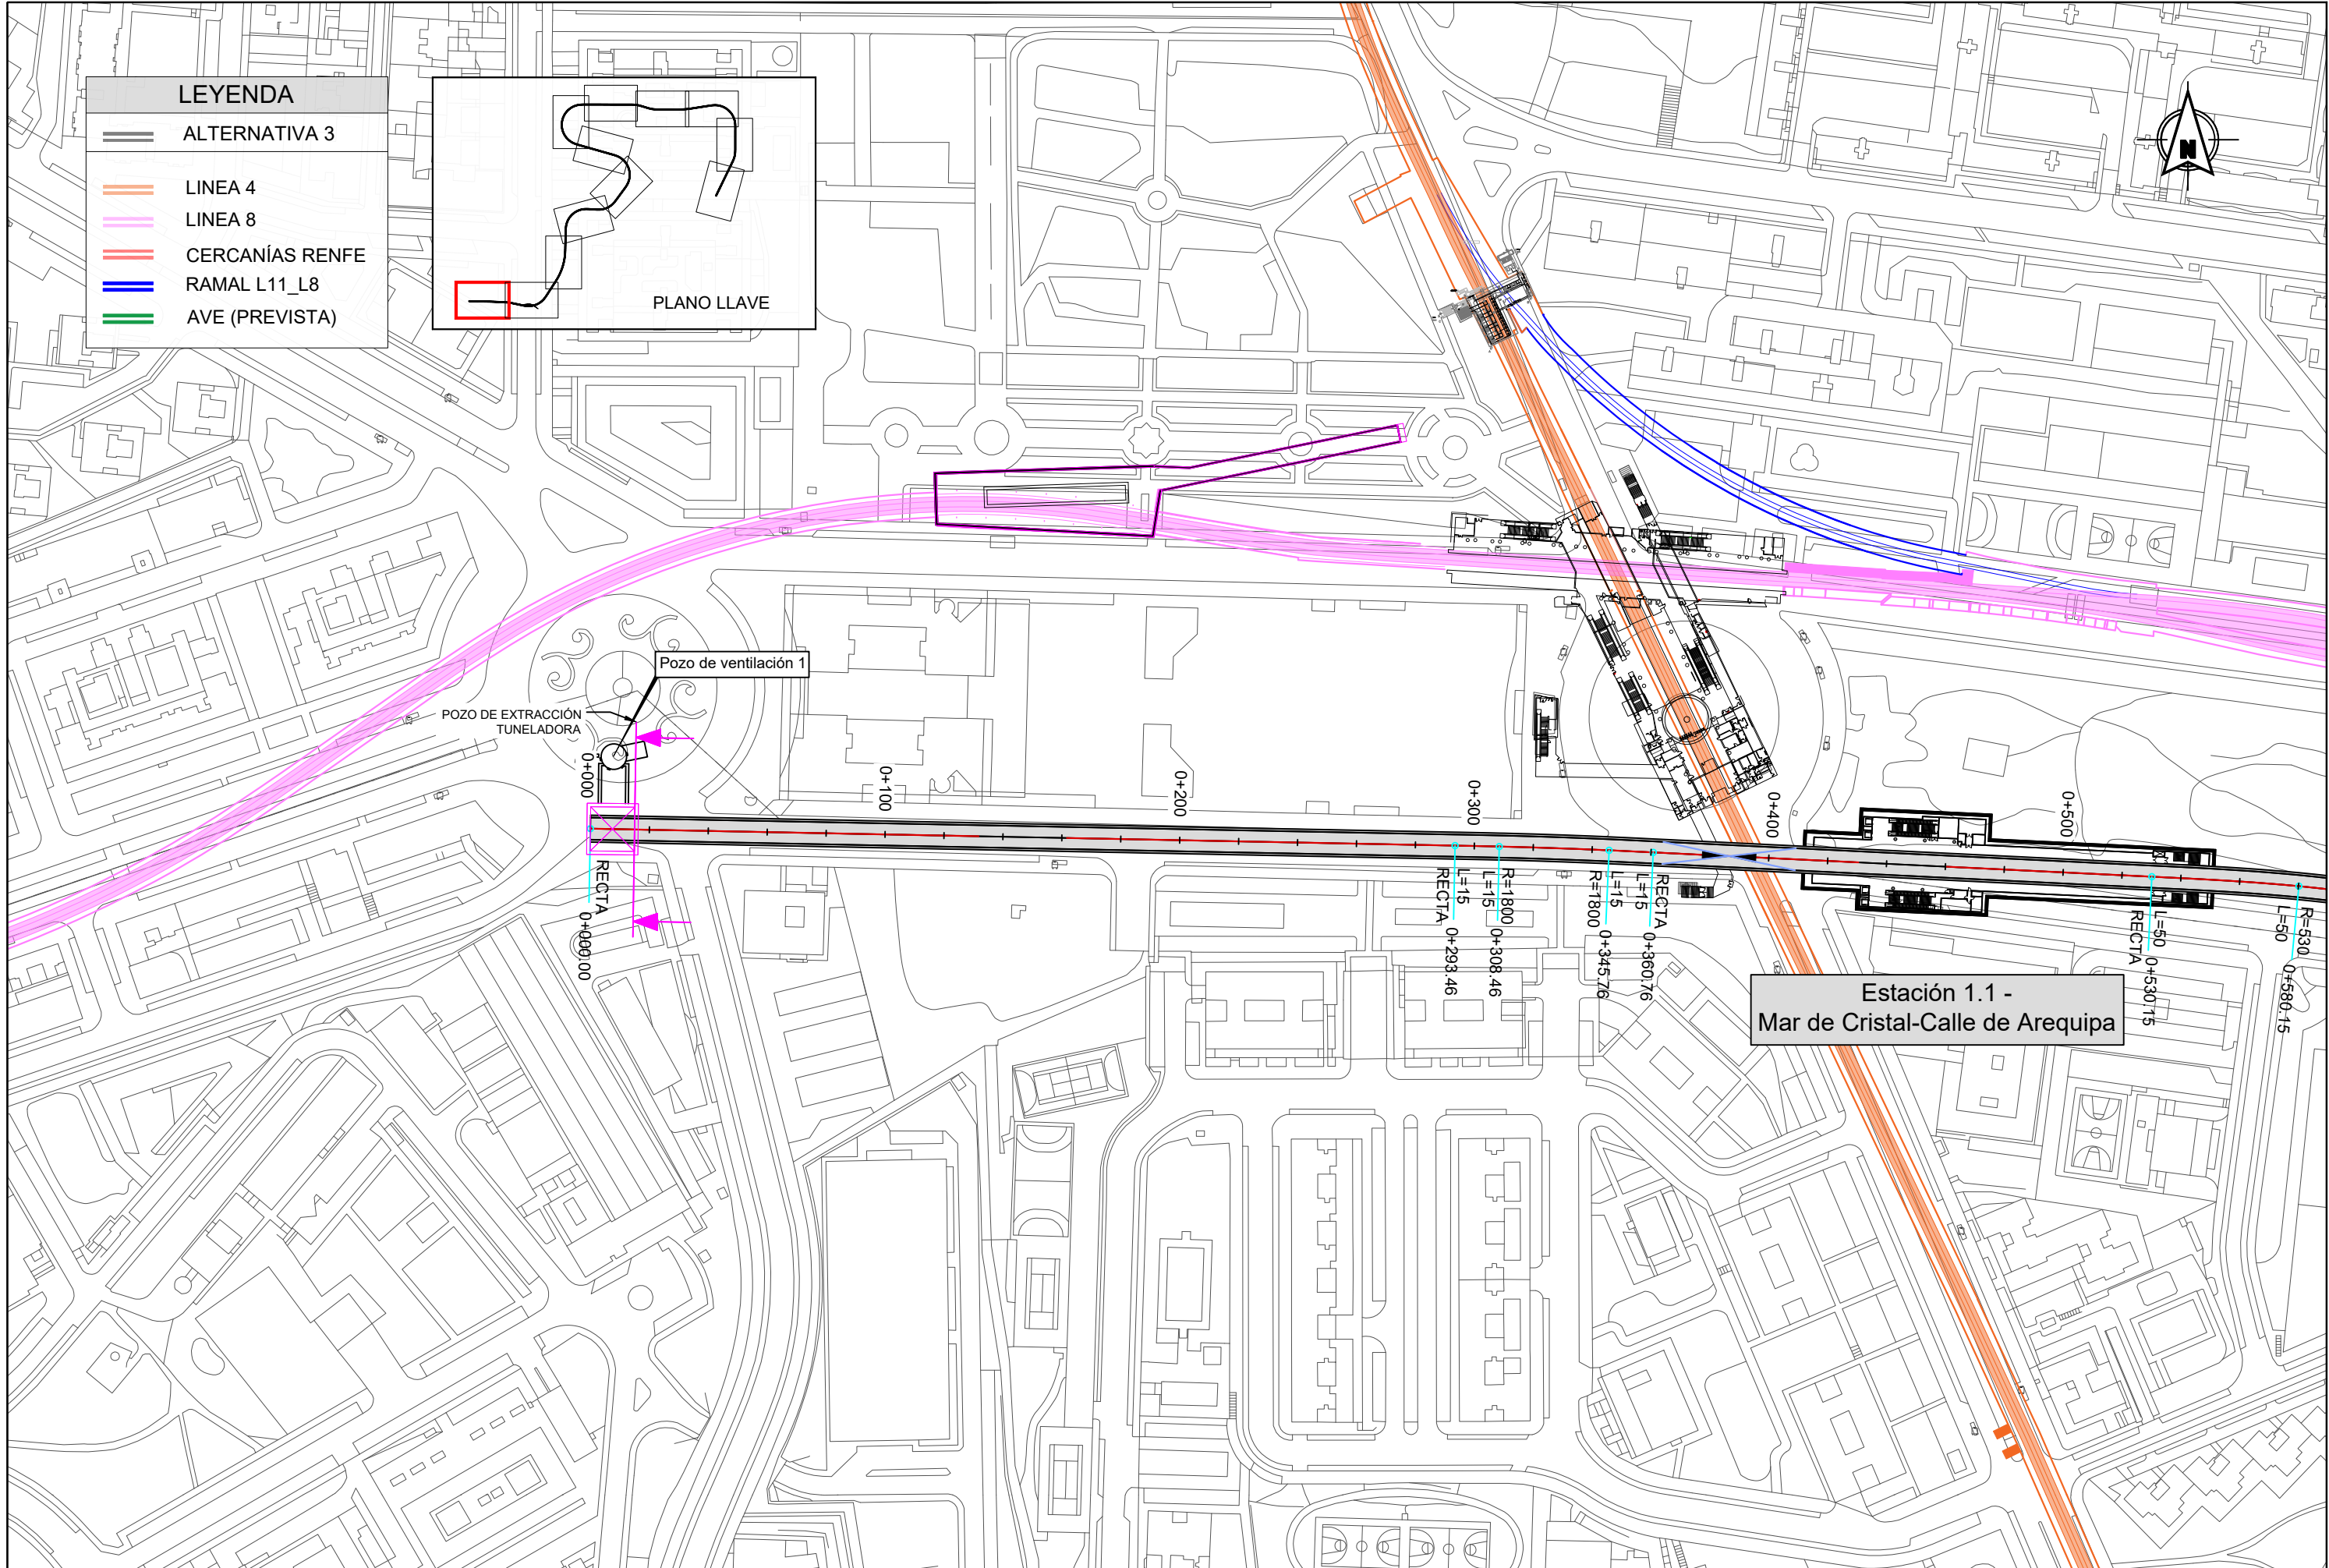 LEYENDA
ALTERNATIVA 3
LINEA 4
LINEA 8
CERCANÍAS RENFE
RAMAL L11_L8
AVE (PREVISTA)
PLANO LLAVE
N
Pozo de ventilación 1
POZO DE EXTRACCIÓN
TUNELADORA
0+000
0+100
0+200
0+300
0+400
0+500
RECTA
0+000.00
L=15
RECTA
0+293.46
R=1800
L=15
0+308.46
L=15
R=1800
0+345.76
RECTA
L=15
0+360.76
L=50
RECTA
0+530.15
R=530
L=50
0+580.15
Estación 1.1 -
Mar de Cristal-Calle de Arequipa